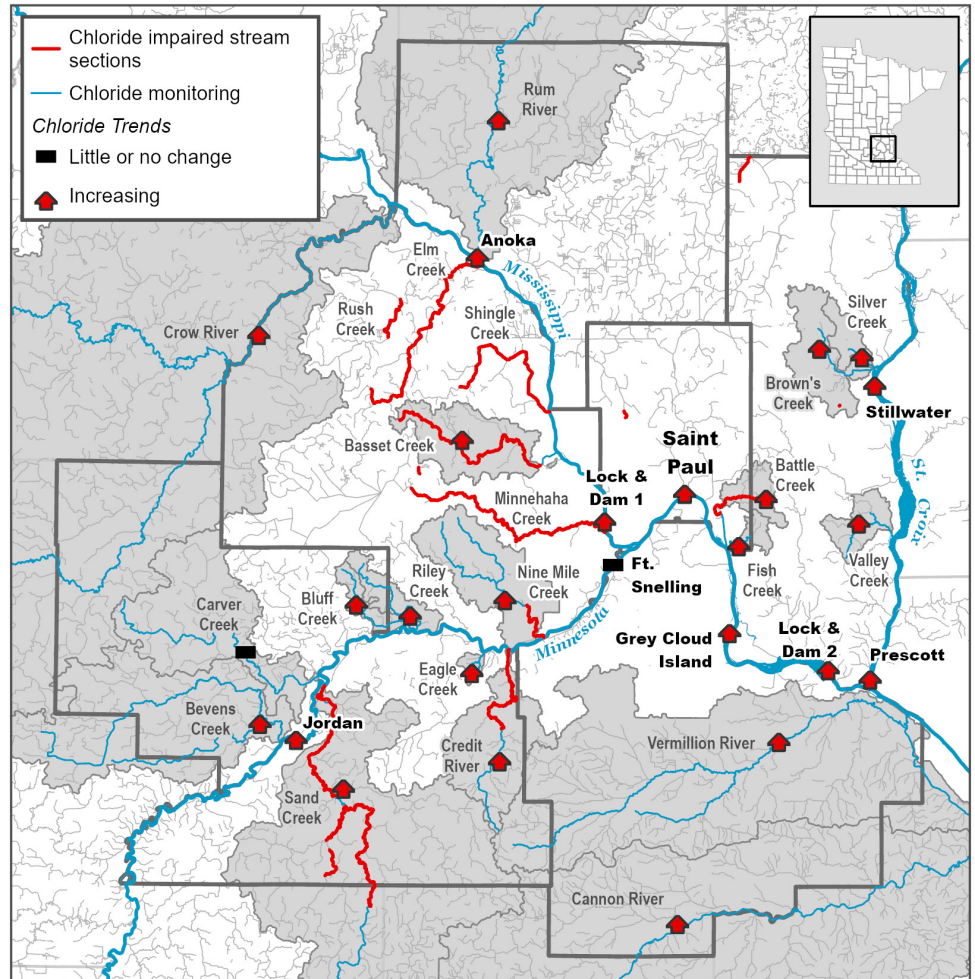 Chloride impaired stream
sections
Chloride monitoring
Chloride Trends
Little or no change
Increasing
Rum
River
Anoka
Elm
Creek
Mississippi
Rush
Creek
Shingle
Creek
Crow River
Silver
Creek
Brown's
Creek
Stillwater
Basset Creek
Saint
Paul
St. Croix
Lock &
Dam 1
Battle
Creek
Minnehaha
Creek
Valley
Creek
Fish
Creek
Ft.
Snelling
Nine Mile
Creek
Riley
Creek
Bluff
Creek
Carver
Creek
Minnesota
Grey Cloud
Island
Lock &
Dam 2
Prescott
Eagle
Creek
Bevens
Creek
Jordan
Credit
River
Vermillion River
Sand
Creek
Cannon River